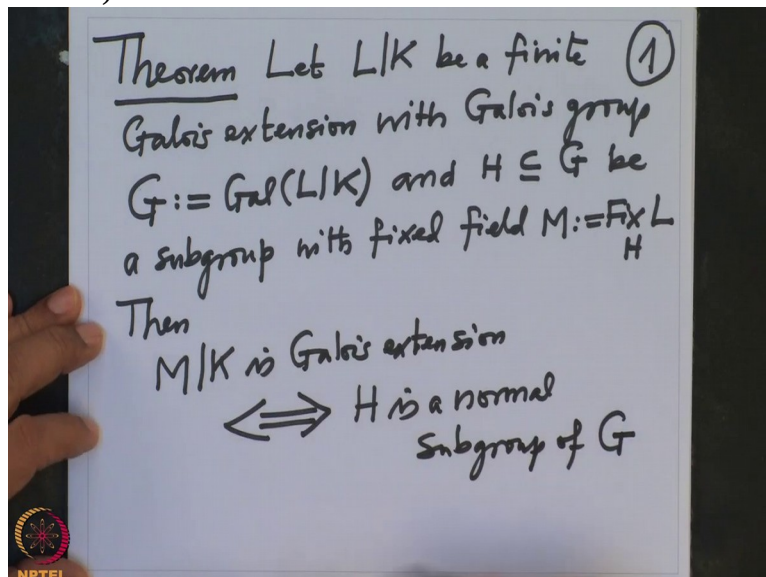 Theorem Let L|K be a finite ①
Galois extension with Galois group
G := Gal(L|K) and H ⊆ G be
a subgroup with fixed field M := Fix_H L
Then
M|K is Galois extension
⟺ H is a normal
subgroup of G
NPTEL